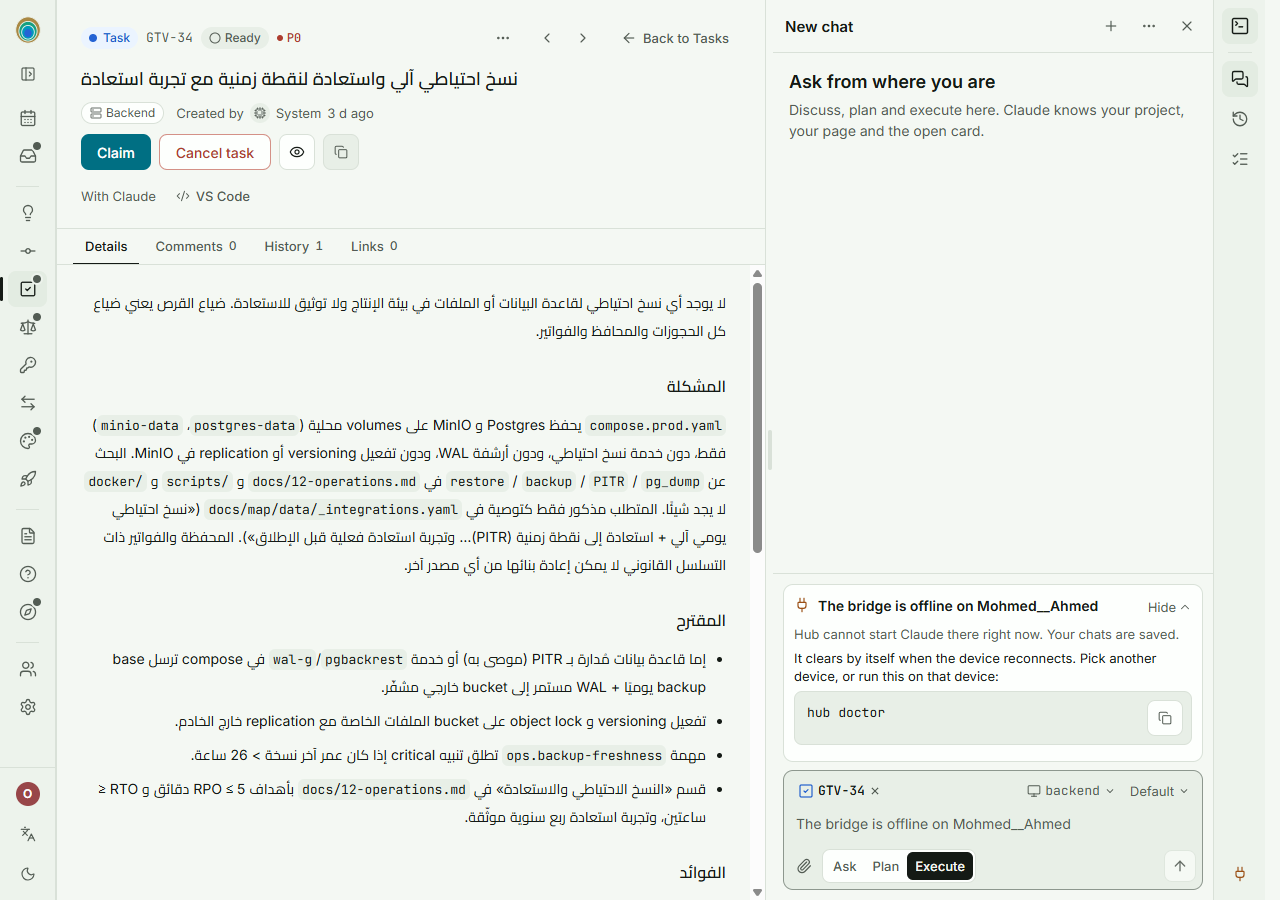 Task GTV-34 Ready P0
Back to Tasks
نسخ احتياطي آلي واستعادة لنقطة زمنية مع تجربة استعادة
Backend Created by System 3 d ago
Claim Cancel task
With Claude VS Code
Details Comments 0 History 1 Links 0
لا يوجد أي نسخ احتياطي لقاعدة البيانات أو الملفات في بيئة الإنتاج ولا توثيق للاستعادة. ضياع القرص يعني ضياع
كل الحجوزات والمحافظ والفواتير.
المشكلة
compose.prod.yaml يحفظ Postgres و MinIO على volumes محلية (postgres-data، minio-data)
فقط، دون خدمة نسخ احتياطي، ودون أرشفة WAL، ودون تفعيل versioning أو replication في MinIO. البحث
عن pg_dump / PITR / backup / restore في docs/12-operations.md و scripts/ و docker/
لا يجد شيئًا. المتطلب مذكور فقط كتوصية في docs/map/data/_integrations.yaml («نسخ احتياطي
يومي آلي + استعادة إلى نقطة زمنية (PITR)... وتجربة استعادة فعلية قبل الإطلاق»). المحفظة والفواتير ذات
التسلسل القانوني لا يمكن إعادة بنائها من أي مصدر آخر.
المقترح
إما قاعدة بيانات مُدارة بـ PITR (موصى به) أو خدمة pgbackrest/wal-g في compose ترسل base
backup يوميًا + WAL مستمر إلى bucket خارجي مشفّر.
تفعيل versioning و object lock على bucket الملفات الخاصة مع replication خارج الخادم.
مهمة ops.backup-freshness تطلق تنبيه critical إذا كان عمر آخر نسخة > 26 ساعة.
قسم «النسخ الاحتياطي والاستعادة» في docs/12-operations.md بأهداف RPO ≤ 5 دقائق و RTO ≤
ساعتين، وتجربة استعادة ربع سنوية موثّقة.
الفوائد
New chat
Ask from where you are
Discuss, plan and execute here. Claude knows your project,
your page and the open card.
The bridge is offline on Mohmed__Ahmed Hide
Hub cannot start Claude there right now. Your chats are saved.
It clears by itself when the device reconnects. Pick another
device, or run this on that device:
hub doctor
GTV-34 backend Default
The bridge is offline on Mohmed__Ahmed
Ask Plan Execute
O